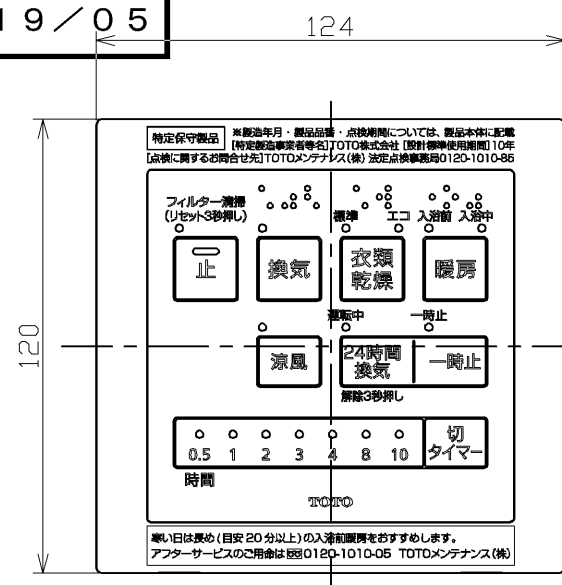 19／05
124
特定保守製品 ※製造年月・製品品番・点検期間については、製品本体に記載
[特定製造事業者等名]TOTO株式会社 [設計標準使用期間]10年
[点検に関するお問合せ先]TOTOメンテナンス(株) 法定点検事務局0120-1010-85
フィルター清掃
(リセット3秒押し)
標準 エコ 入浴前 入浴中
止 換気 衣類乾燥 暖房
運転中 一時止
120
涼風 24時間換気 一時止
解除3秒押し
0.5 1 2 3 4 8 10 切タイマー
時間
TOTO
寒い日は長め(目安20分以上)の入浴前暖房をおすすめします。
アフターサービスのご用命は 0120-1010-05 TOTOメンテナンス(株)